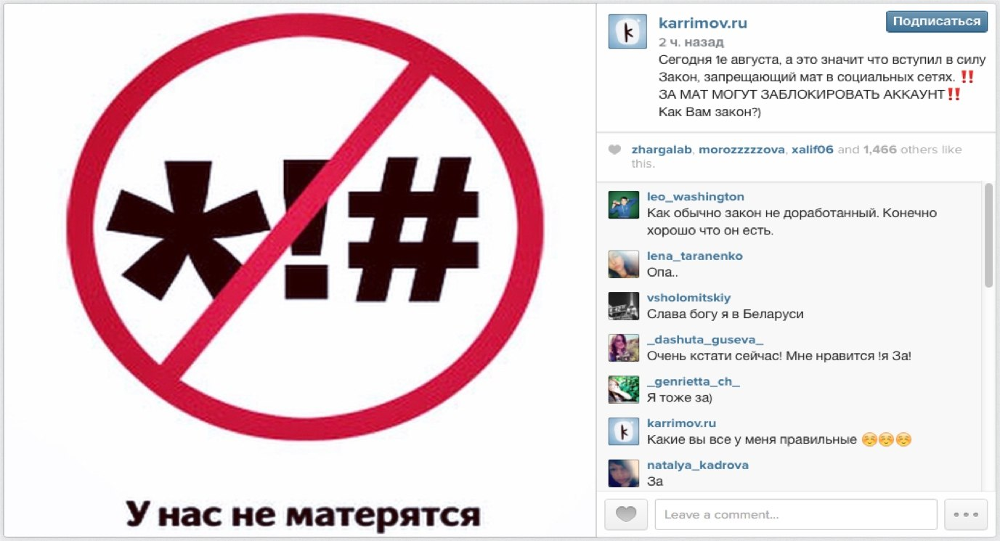 *!#
У нас не матерятся
k
karrimov.ru
Подписаться
2 ч. назад
Сегодня 1е августа, а это значит что вступил в силу
Закон, запрещающий мат в социальных сетях. ‼️
ЗА МАТ МОГУТ ЗАБЛОКИРОВАТЬ АККАУНТ‼️
Как Вам закон?)
zhargalab, morozzzzzova, xalif06 and 1,466 others like
this.
leo_washington
Как обычно закон не доработанный. Конечно
хорошо что он есть.
lena_taranenko
Опа..
vsholomitskiy
Слава богу я в Беларуси
_dashuta_guseva_
Очень кстати сейчас! Мне нравится !я За!
_genrietta_ch_
Я тоже за)
k
karrimov.ru
Какие вы все у меня правильные ☺️☺️☺️
natalya_kadrova
За
Leave a comment...